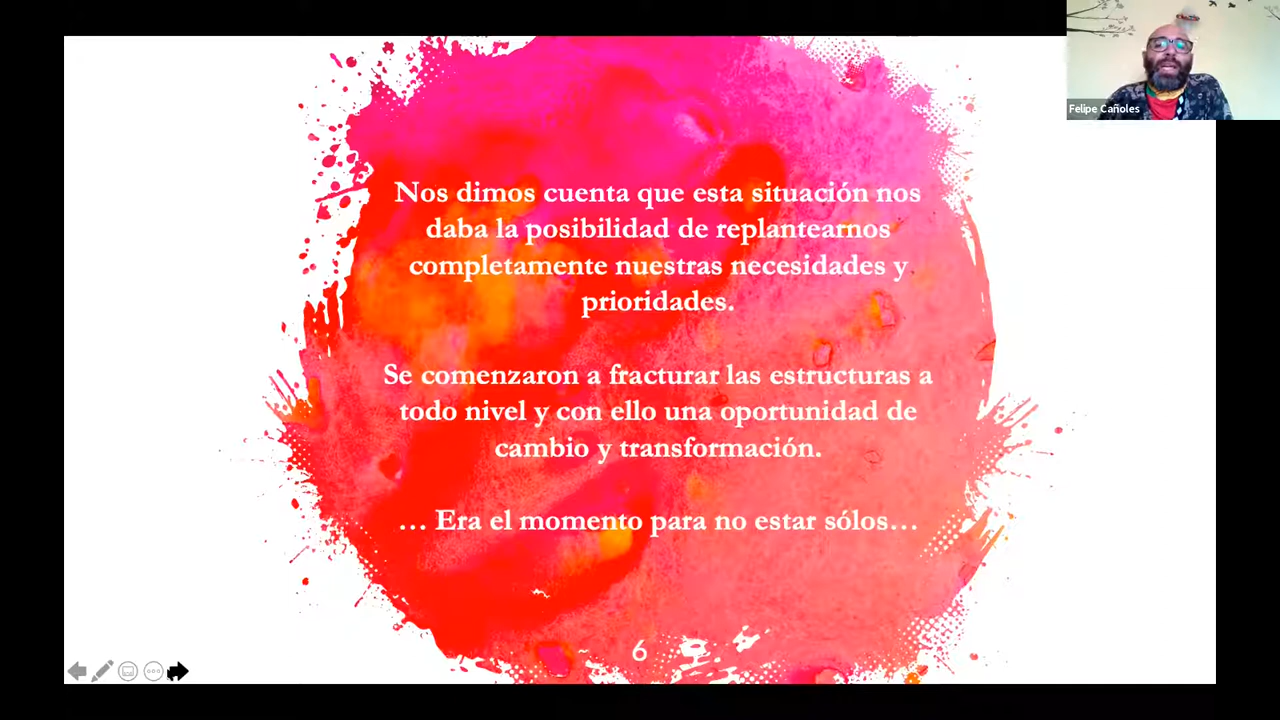 Nos dimos cuenta que esta situación nos
daba la posibilidad de replantearnos
completamente nuestras necesidades y
prioridades.
Se comenzaron a fracturar las estructuras a
todo nivel y con ello una oportunidad de
cambio y transformación.
… Era el momento para no estar sólos…
6
Felipe Cañoles